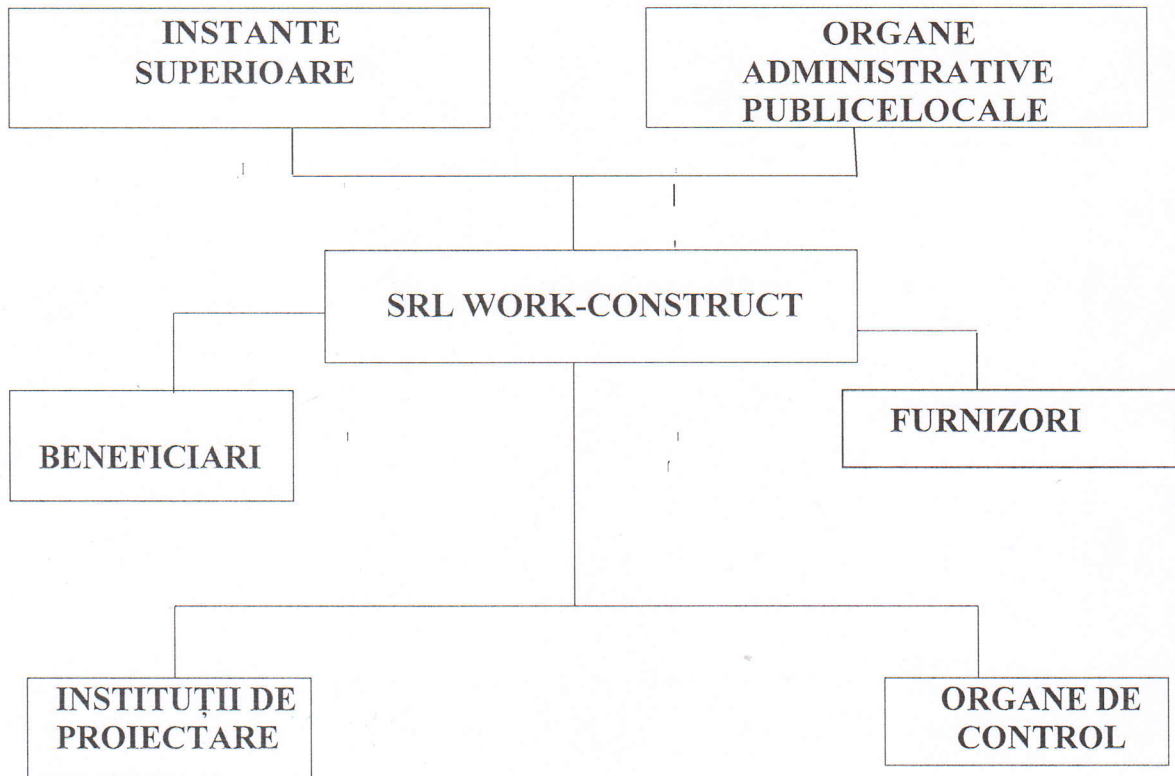 INSTANTE
SUPERIOARE
ORGANE
ADMINISTRATIVE
PUBLICELOCALE
SRL WORK-CONSTRUCT
BENEFICIARI
FURNIZORI
INSTITUȚII DE
PROIECTARE
ORGANE DE
CONTROL